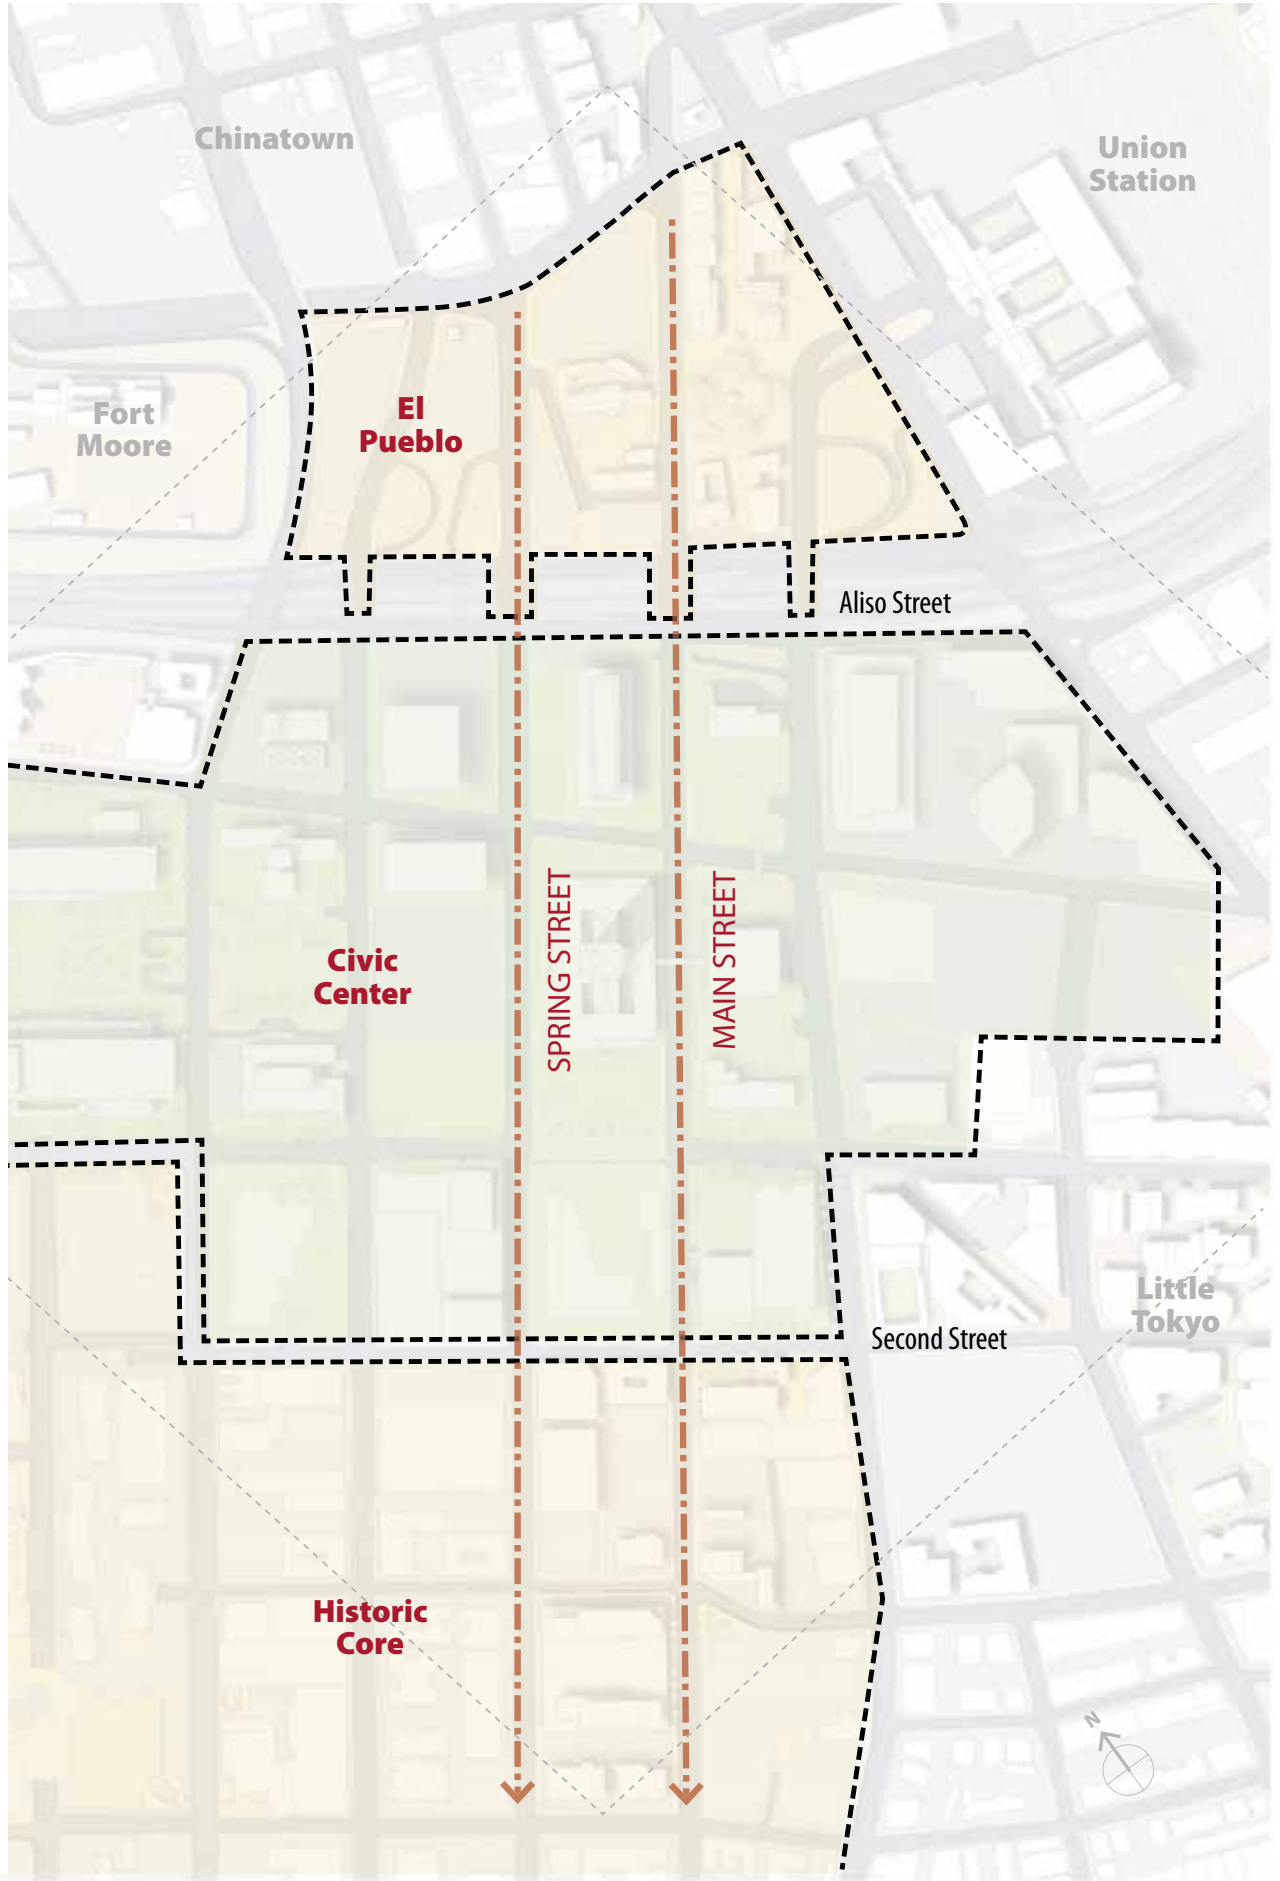 Chinatown
Union
Station
El
Pueblo
Fort
Moore
Aliso Street
SPRING STREET
MAIN STREET
Civic
Center
Little
Tokyo
Second Street
Historic
Core
N